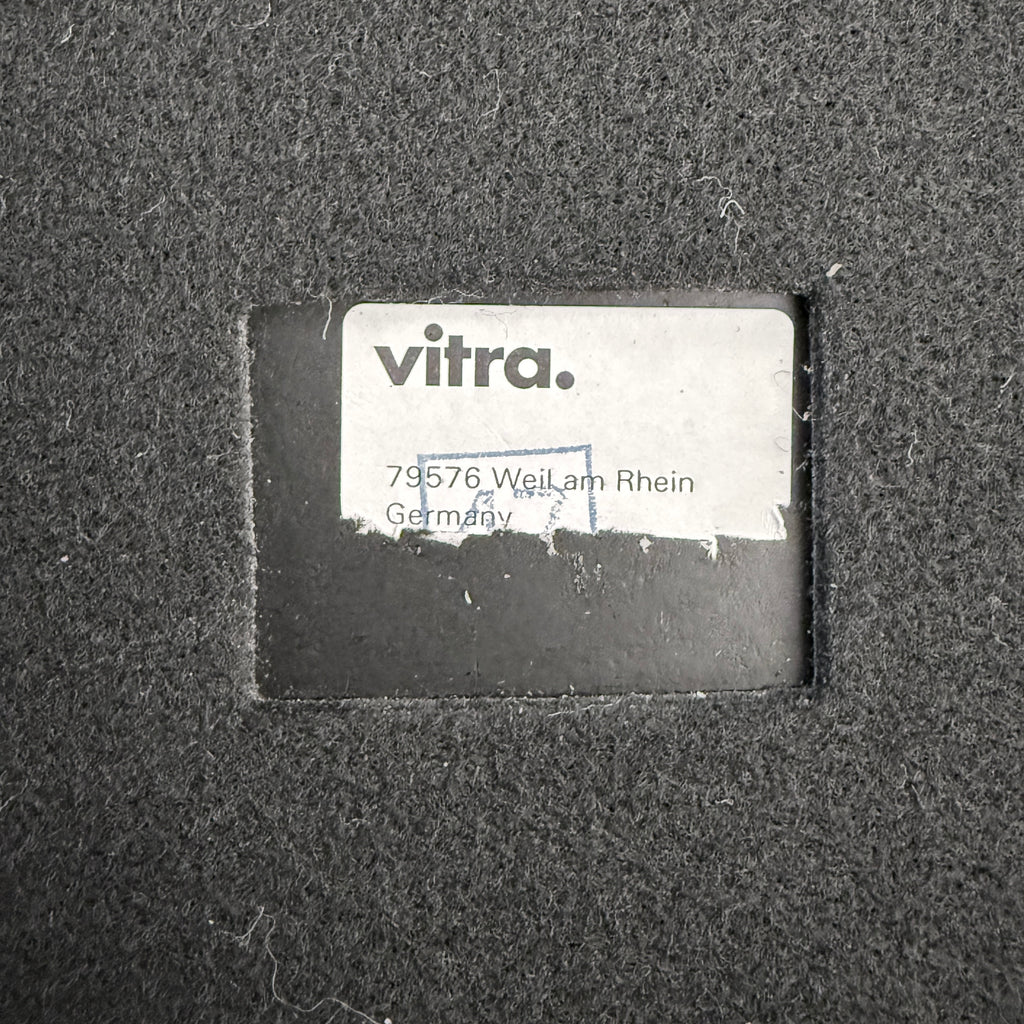 vitra.
79576 Weil am Rhein
Germany